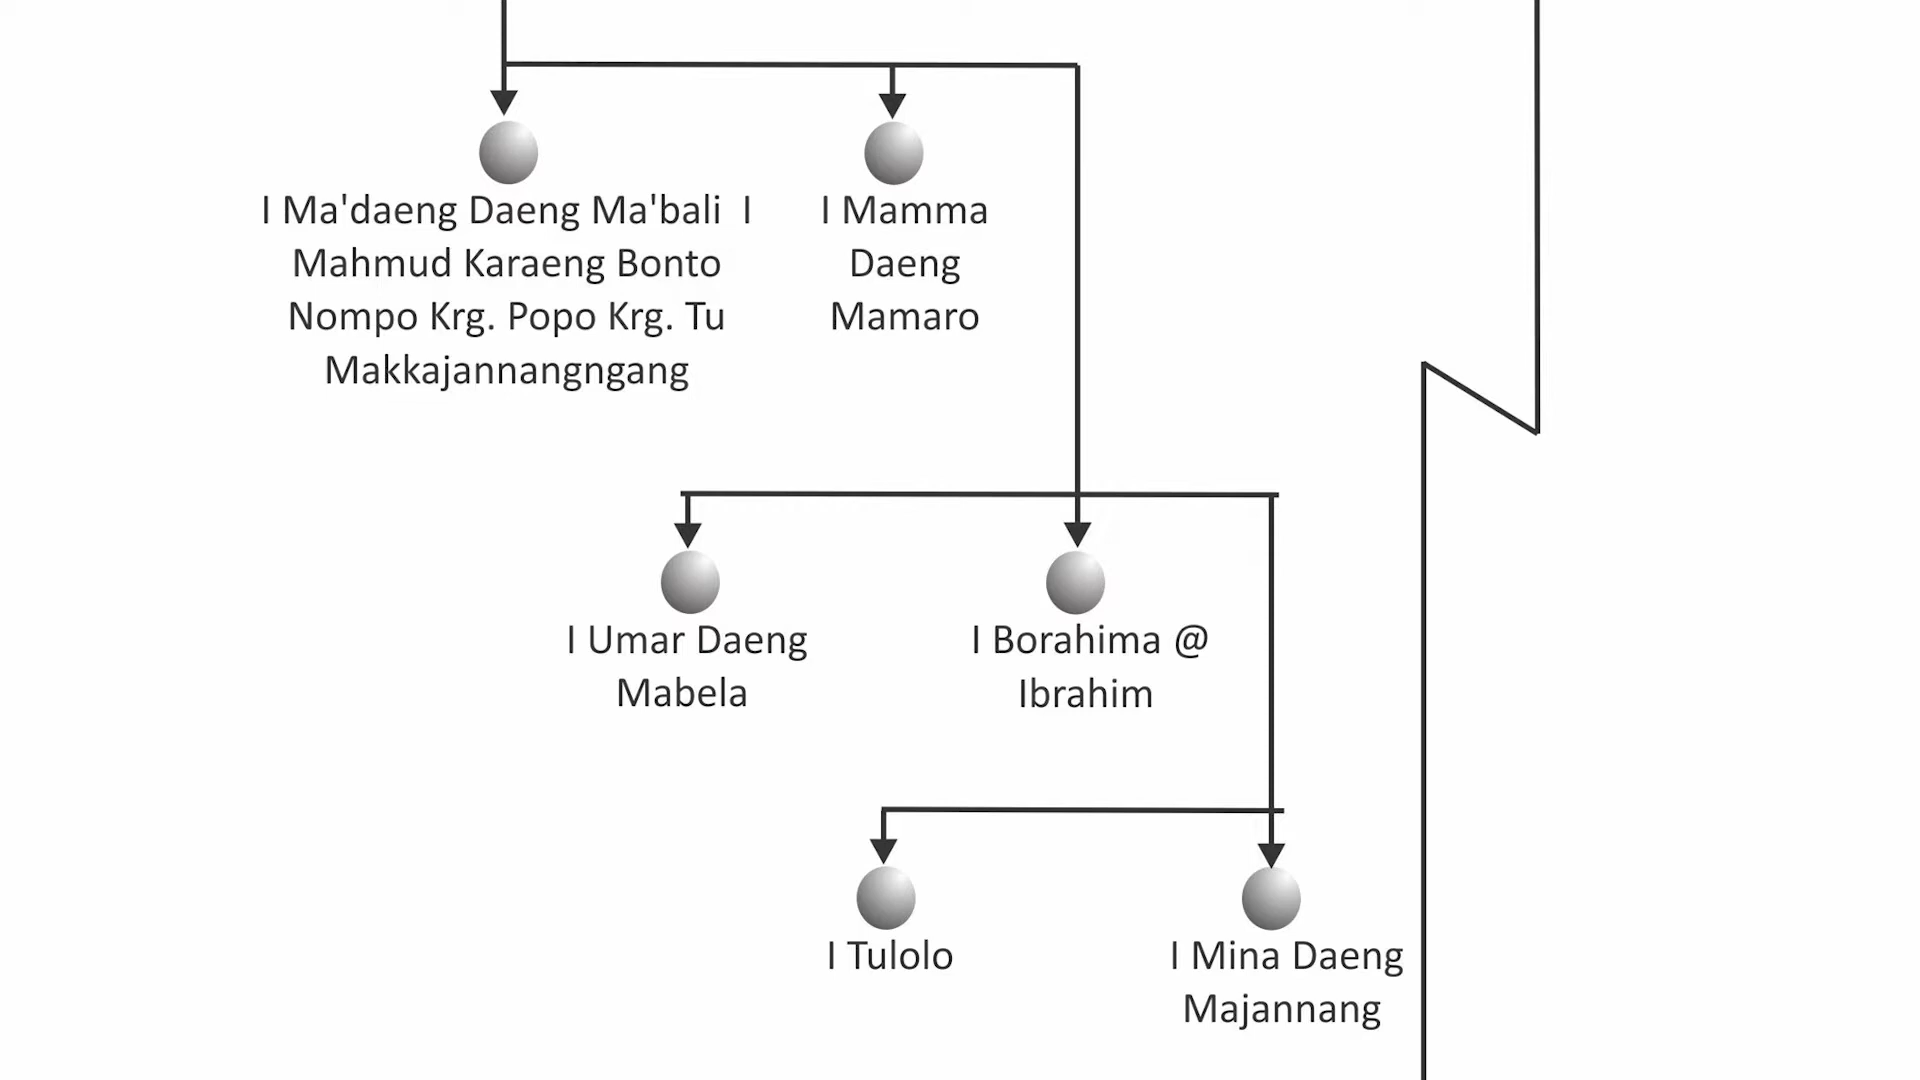 I Ma'daeng Daeng Ma'bali I
Mahmud Karaeng Bonto
Nompo Krg. Popo Krg. Tu
Makkajannangngang
I Mamma
Daeng
Mamaro
I Umar Daeng
Mabela
I Borahima @
Ibrahim
I Tulolo
I Mina Daeng
Majannang